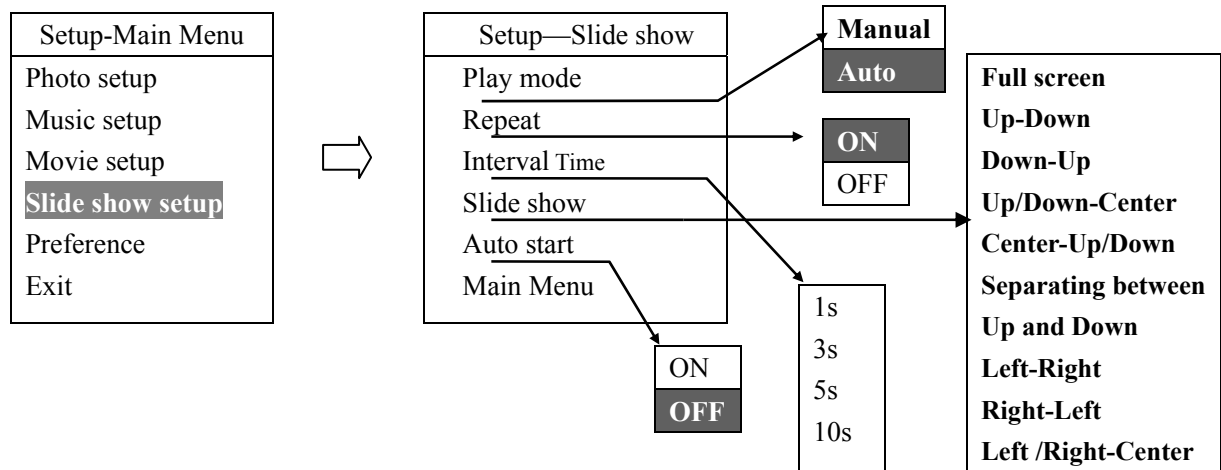 Setup-Main Menu
Photo setup
Music setup
Movie setup
Slide show setup
Preference
Exit
Setup—Slide show
Play mode
Repeat
Interval Time
Slide show
Auto start
Main Menu
Manual
Auto
ON
OFF
ON
OFF
1s
3s
5s
10s
Full screen
Up-Down
Down-Up
Up/Down-Center
Center-Up/Down
Separating between
Up and Down
Left-Right
Right-Left
Left /Right-Center